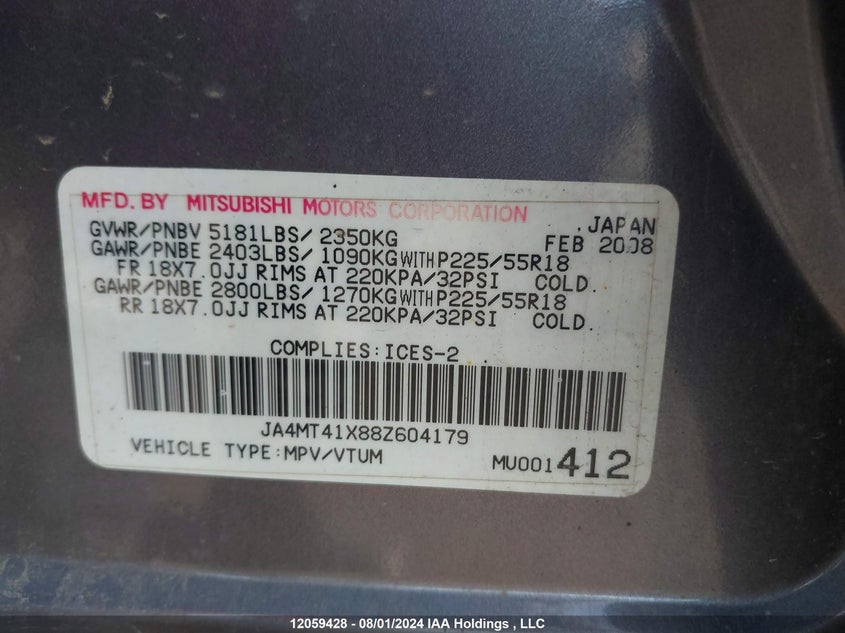 MFD. BY MITSUBISHI MOTORS CORPORATION
JAPAN
GVWR/PNBV 5181LBS/ 2350KG FEB 2008
GAWR/PNBE 2403LBS/ 1090KG WITH P225/55R18
FR 18X7.0JJ RIMS AT 220KPA/32PSI COLD.
GAWR/PNBE 2800LBS/ 1270KG WITH P225/55R18
RR 18X7.0JJ RIMS AT 220KPA/32PSI COLD.
COMPLIES:ICES-2
JA4MT41X88Z604179
VEHICLE TYPE:MPV/VTUM MU001412
12059428 - 08/01/2024 IAA Holdings , LLC